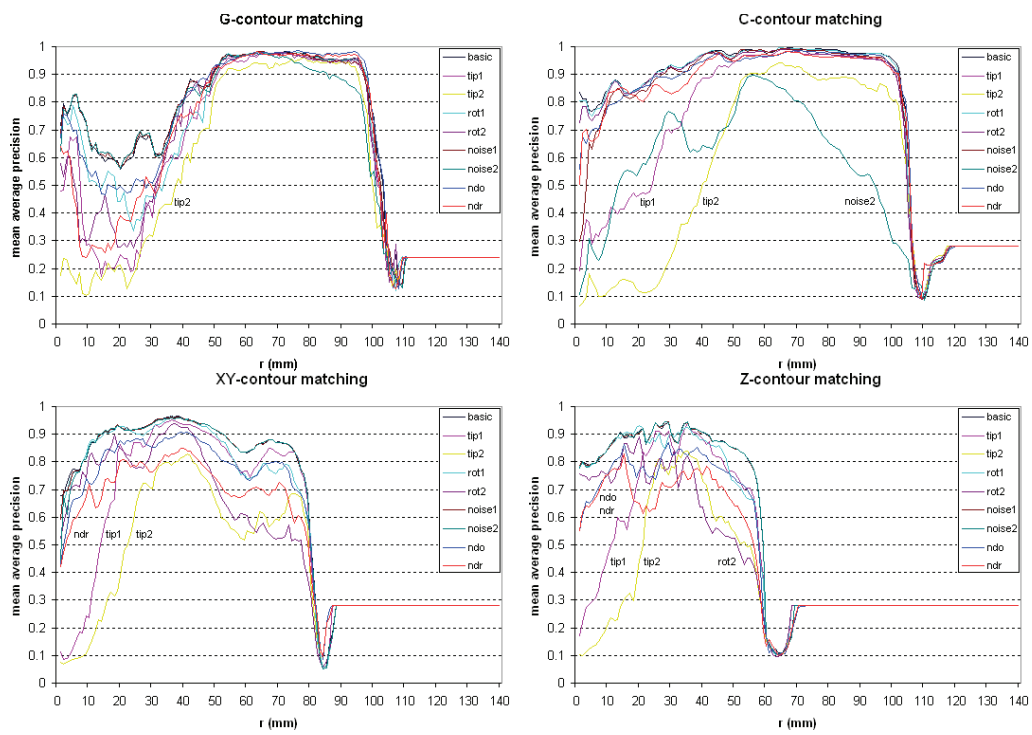 G-contour matching
mean average precision
1
0.9
0.8
0.7
0.6
0.5
0.4
0.3
0.2
0.1
0
0 10 20 30 40 50 60 70 80 90 100 110 120 130 140
r (mm)
tip2
basic
tip1
tip2
rot1
rot2
noise1
noise2
ndo
ndr
C-contour matching
mean average precision
1
0.9
0.8
0.7
0.6
0.5
0.4
0.3
0.2
0.1
0
0 10 20 30 40 50 60 70 80 90 100 110 120 130 140
r (mm)
tip1
tip2
noise2
basic
tip1
tip2
rot1
rot2
noise1
noise2
ndo
ndr
XY-contour matching
mean average precision
1
0.9
0.8
0.7
0.6
0.5
0.4
0.3
0.2
0.1
0
0 10 20 30 40 50 60 70 80 90 100 110 120 130 140
r (mm)
ndr
tip1
tip2
basic
tip1
tip2
rot1
rot2
noise1
noise2
ndo
ndr
Z-contour matching
mean average precision
1
0.9
0.8
0.7
0.6
0.5
0.4
0.3
0.2
0.1
0
0 10 20 30 40 50 60 70 80 90 100 110 120 130 140
r (mm)
ndo
ndr
tip1
tip2
rot2
basic
tip1
tip2
rot1
rot2
noise1
noise2
ndo
ndr